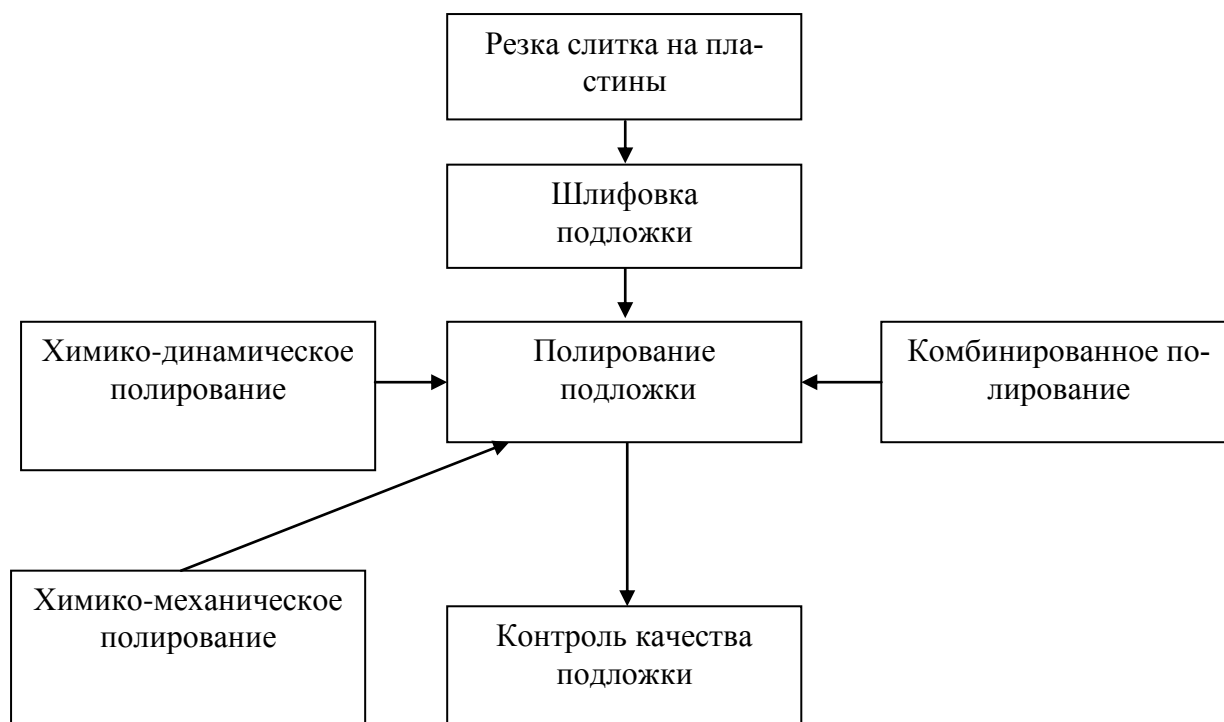 Резка слитка на пла-
стины
Шлифовка
подложки
Химико-динамическое
полирование
Полирование
подложки
Комбинированное по-
лирование
Химико-механическое
полирование
Контроль качества
подложки